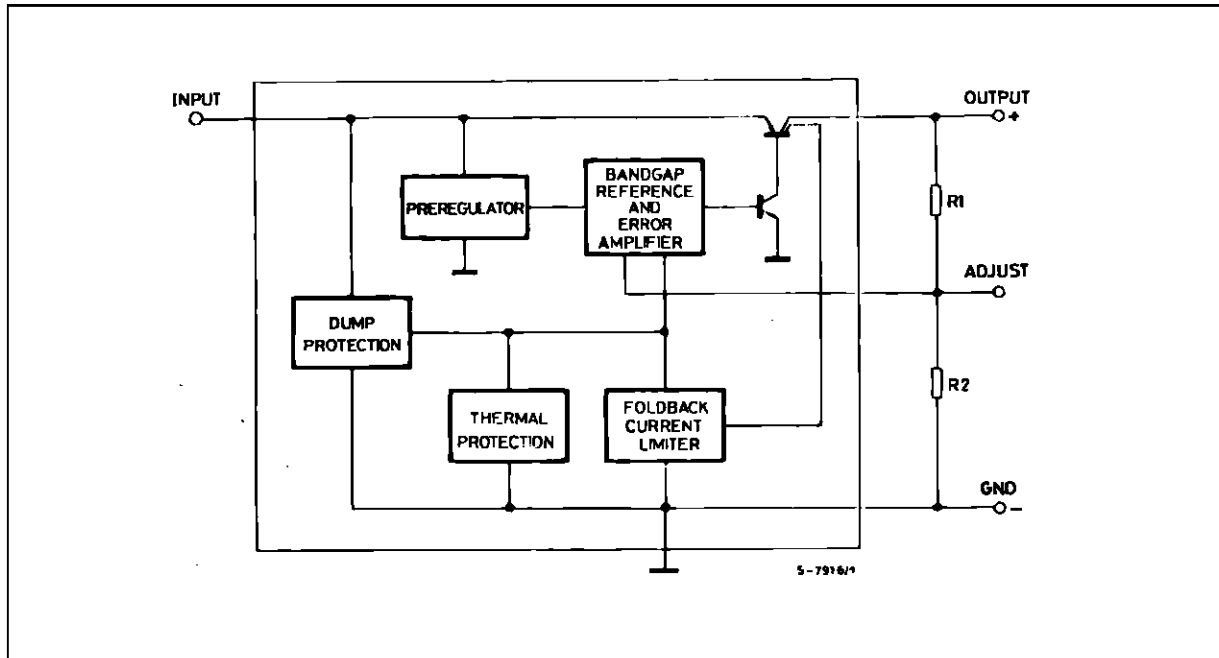 INPUT
OUTPUT
+
PREREGULATOR
BANDGAP
REFERENCE
AND
ERROR
AMPLIFIER
R1
ADJUST
DUMP
PROTECTION
THERMAL
PROTECTION
FOLDBACK
CURRENT
LIMITER
R2
GND
−